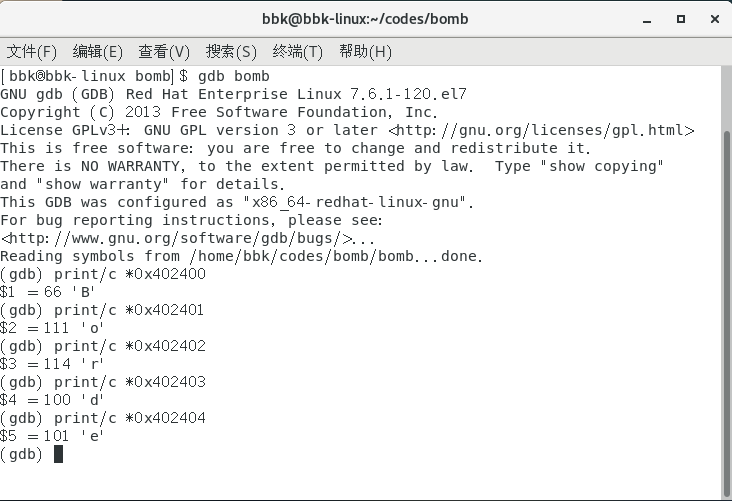 bbk@bbk-linux:~/codes/bomb
文件(F) 编辑(E) 查看(V) 搜索(S) 终端(T) 帮助(H)
[bbk@bbk-linux bomb]$ gdb bomb
GNU gdb (GDB) Red Hat Enterprise Linux 7.6.1-120.el7
Copyright (C) 2013 Free Software Foundation, Inc.
License GPLv3+: GNU GPL version 3 or later <http://gnu.org/licenses/gpl.html>
This is free software: you are free to change and redistribute it.
There is NO WARRANTY, to the extent permitted by law.  Type "show copying"
and "show warranty" for details.
This GDB was configured as "x86_64-redhat-linux-gnu".
For bug reporting instructions, please see:
<http://www.gnu.org/software/gdb/bugs/>...
Reading symbols from /home/bbk/codes/bomb/bomb...done.
(gdb) print/c *0x402400
$1 = 66 'B'
(gdb) print/c *0x402401
$2 = 111 'o'
(gdb) print/c *0x402402
$3 = 114 'r'
(gdb) print/c *0x402403
$4 = 100 'd'
(gdb) print/c *0x402404
$5 = 101 'e'
(gdb)